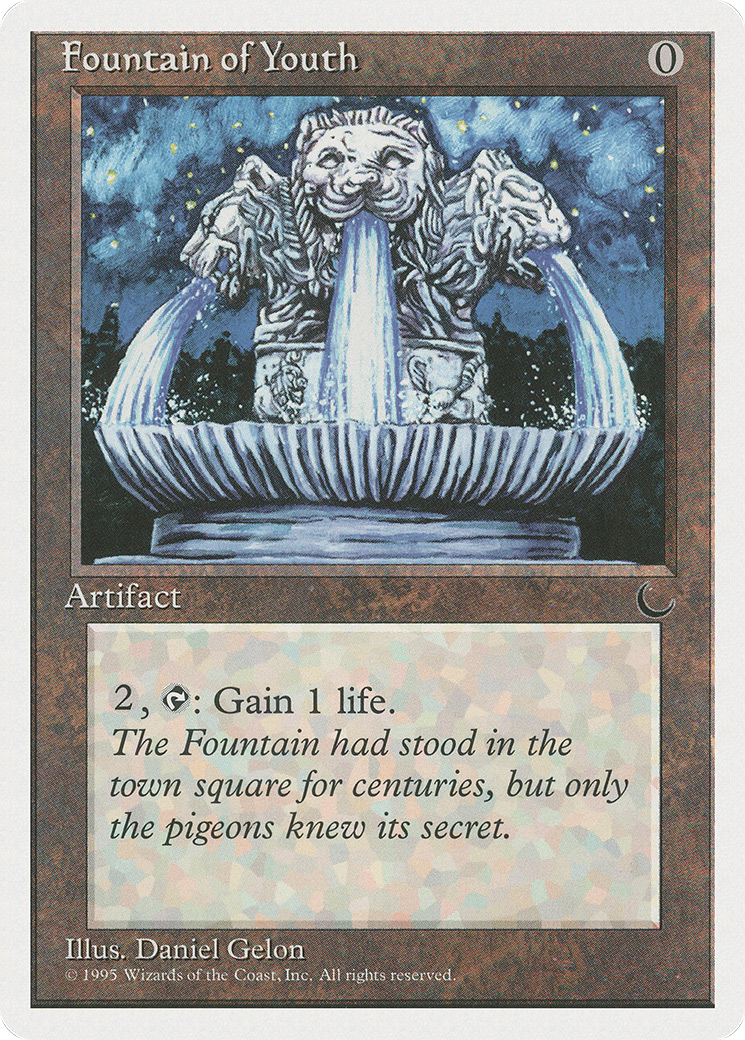 Fountain of Youth
0
Artifact
2, : Gain 1 life.
The Fountain had stood in the
town square for centuries, but only
the pigeons knew its secret.
Illus. Daniel Gelon
© 1995 Wizards of the Coast, Inc. All rights reserved.